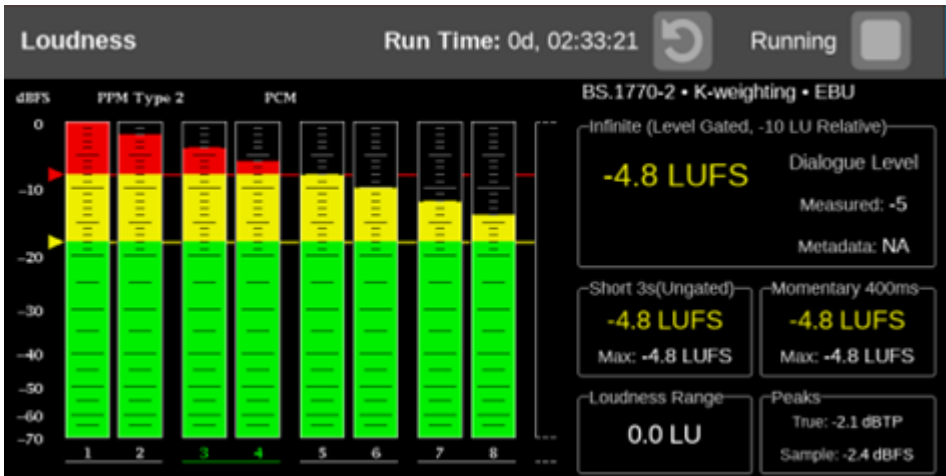 Loudness
Run Time: 0d, 02:33:21
Running
dBFS PPM Type 2 PCM
0
-10
-20
-30
-40
-50
-60
-70
1 2 3 4 5 6 7 8
BS.1770-2 • K-weighting • EBU
Infinite (Level Gated, -10 LU Relative)
-4.8 LUFS
Dialogue Level
Measured: -5
Metadata: NA
Short 3s(Ungated)
-4.8 LUFS
Max: -4.8 LUFS
Momentary 400ms
-4.8 LUFS
Max: -4.8 LUFS
Loudness Range
0.0 LU
Peaks
True: -2.1 dBTP
Sample: -2.4 dBFS